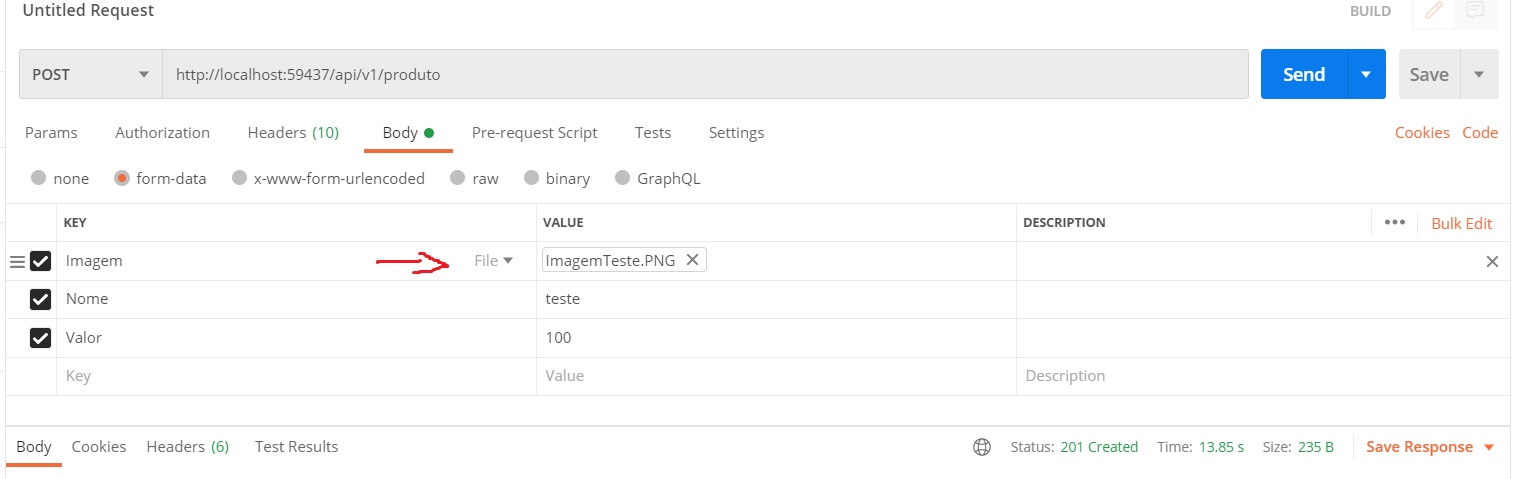 Untitled Request BUILD
POST http://localhost:59437/api/v1/produto Send Save
Params Authorization Headers (10) Body Pre-request Script Tests Settings Cookies Code
none form-data x-www-form-urlencoded raw binary GraphQL
KEY VALUE DESCRIPTION ••• Bulk Edit
Imagem File ImagemTeste.PNG
Nome teste
Valor 100
Key Value Description
Body Cookies Headers (6) Test Results Status: 201 Created Time: 13.85 s Size: 235 B Save Response